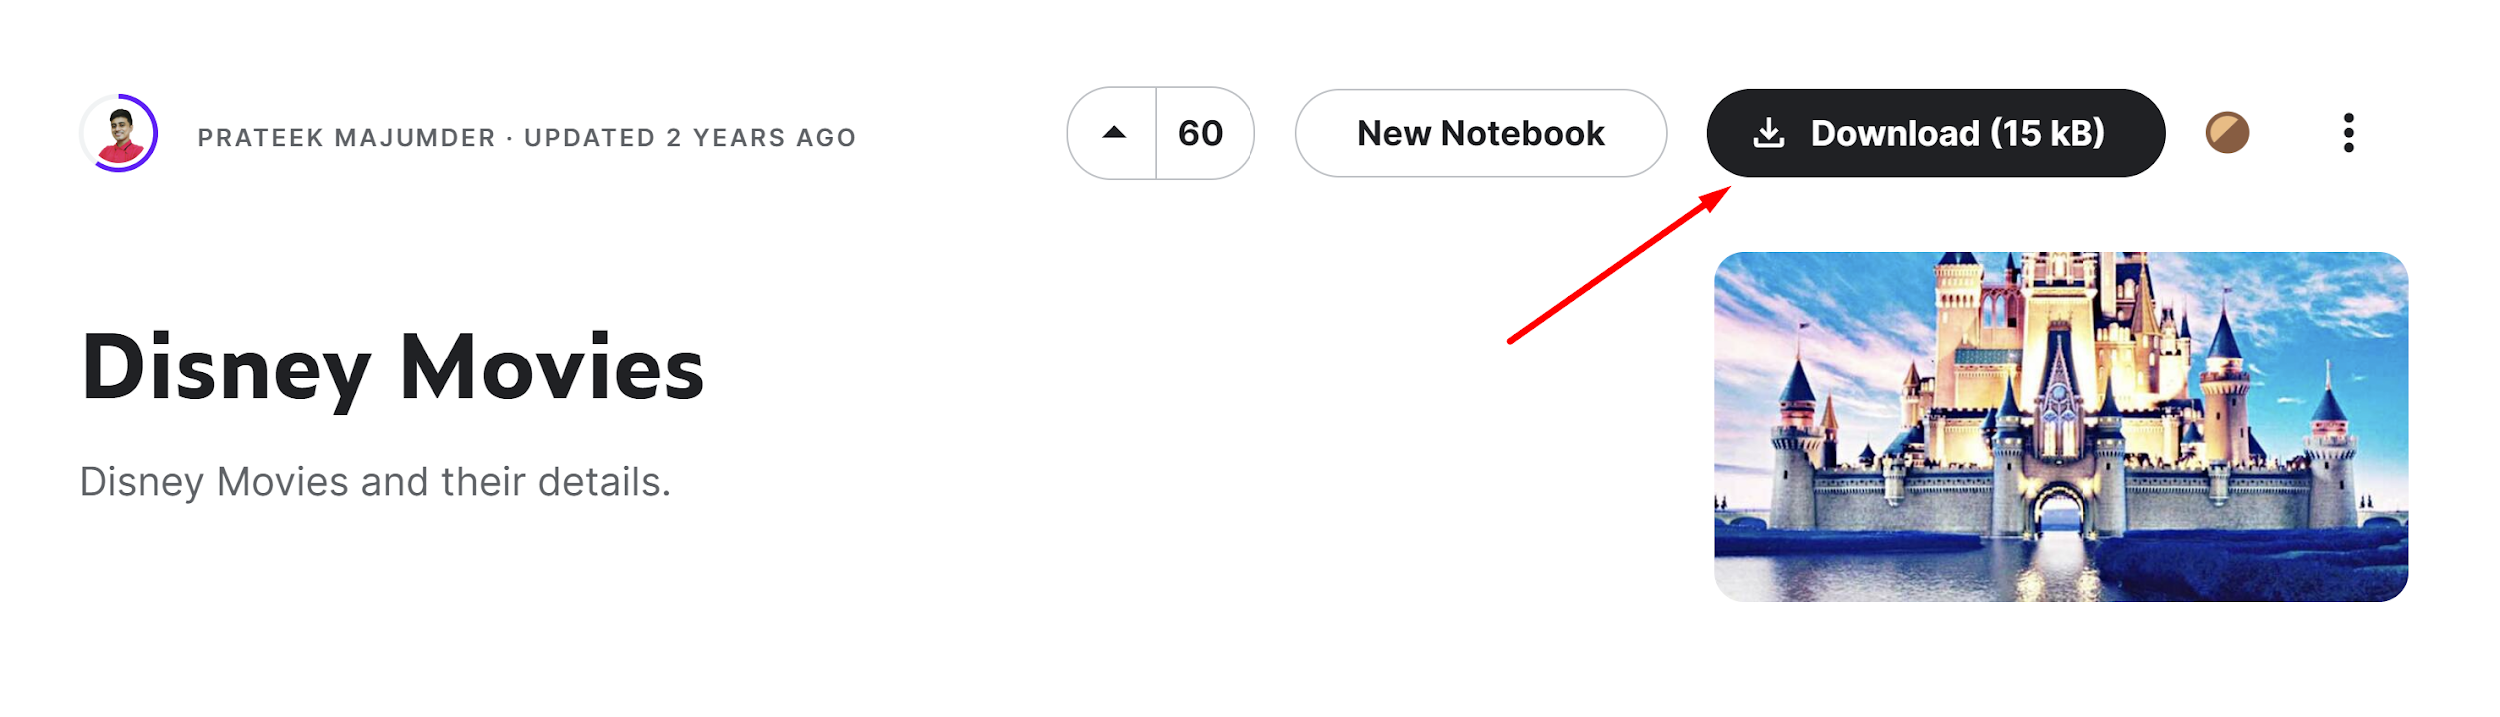 PRATEEK MAJUMDER · UPDATED 2 YEARS AGO
60
New Notebook
Download (15 kB)
Disney Movies
Disney Movies and their details.